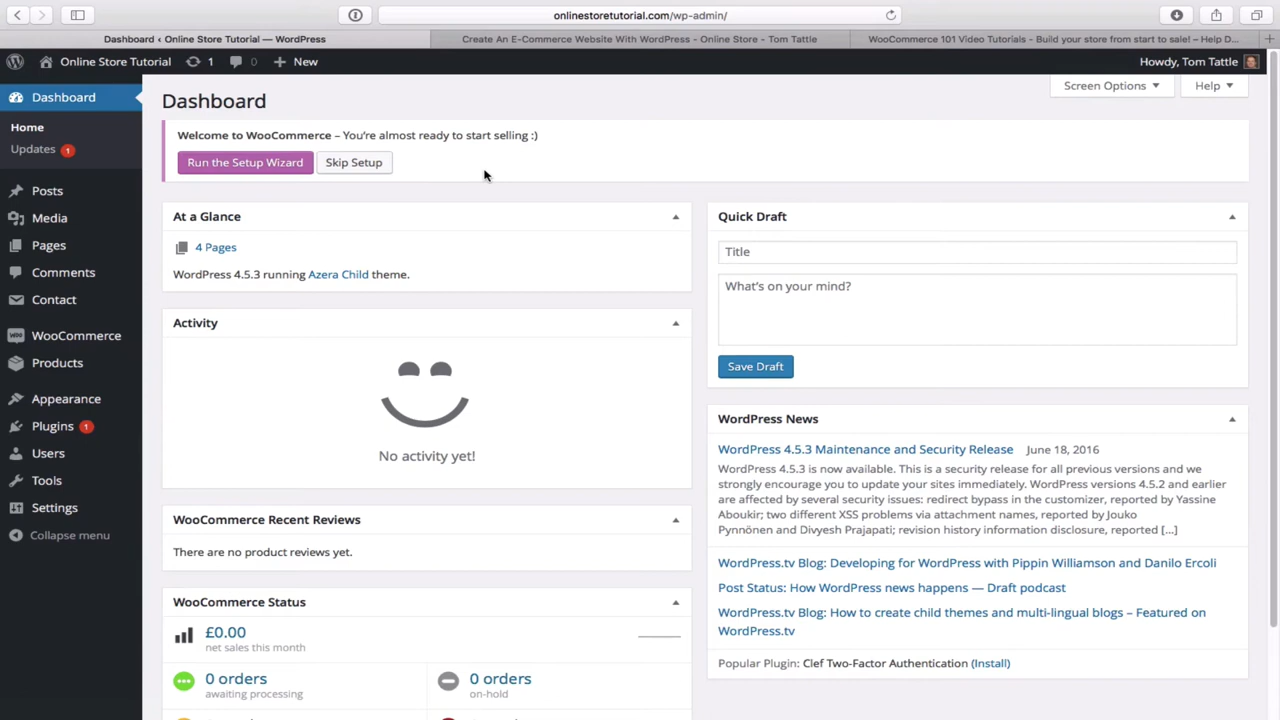 onlinestoretutorial.com/wp-admin/
Dashboard ‹ Online Store Tutorial — WordPress
Create An E-Commerce Website With WordPress - Online Store - Tom Tattle
WooCommerce 101 Video Tutorials - Build your store from start to sale! – Help D...
Online Store Tutorial
1
0
New
Howdy, Tom Tattle
Dashboard
Home
Updates 1
Posts
Media
Pages
Comments
Contact
WooCommerce
Products
Appearance
Plugins 1
Users
Tools
Settings
Collapse menu
Screen Options
Help
Dashboard
Welcome to WooCommerce – You're almost ready to start selling :)
Run the Setup Wizard
Skip Setup
At a Glance
4 Pages
WordPress 4.5.3 running Azera Child theme.
Activity
No activity yet!
WooCommerce Recent Reviews
There are no product reviews yet.
WooCommerce Status
£0.00
net sales this month
0 orders
awaiting processing
0 orders
on-hold
Quick Draft
Title
What's on your mind?
Save Draft
WordPress News
WordPress 4.5.3 Maintenance and Security Release June 18, 2016
WordPress 4.5.3 is now available. This is a security release for all previous versions and we
strongly encourage you to update your sites immediately. WordPress versions 4.5.2 and earlier
are affected by several security issues: redirect bypass in the customizer, reported by Yassine
Aboukir; two different XSS problems via attachment names, reported by Jouko
Pynnönen and Divyesh Prajapati; revision history information disclosure, reported […]
WordPress.tv Blog: Developing for WordPress with Pippin Williamson and Danilo Ercoli
Post Status: How WordPress news happens — Draft podcast
WordPress.tv Blog: How to create child themes and multi-lingual blogs – Featured on
WordPress.tv
Popular Plugin: Clef Two-Factor Authentication (Install)